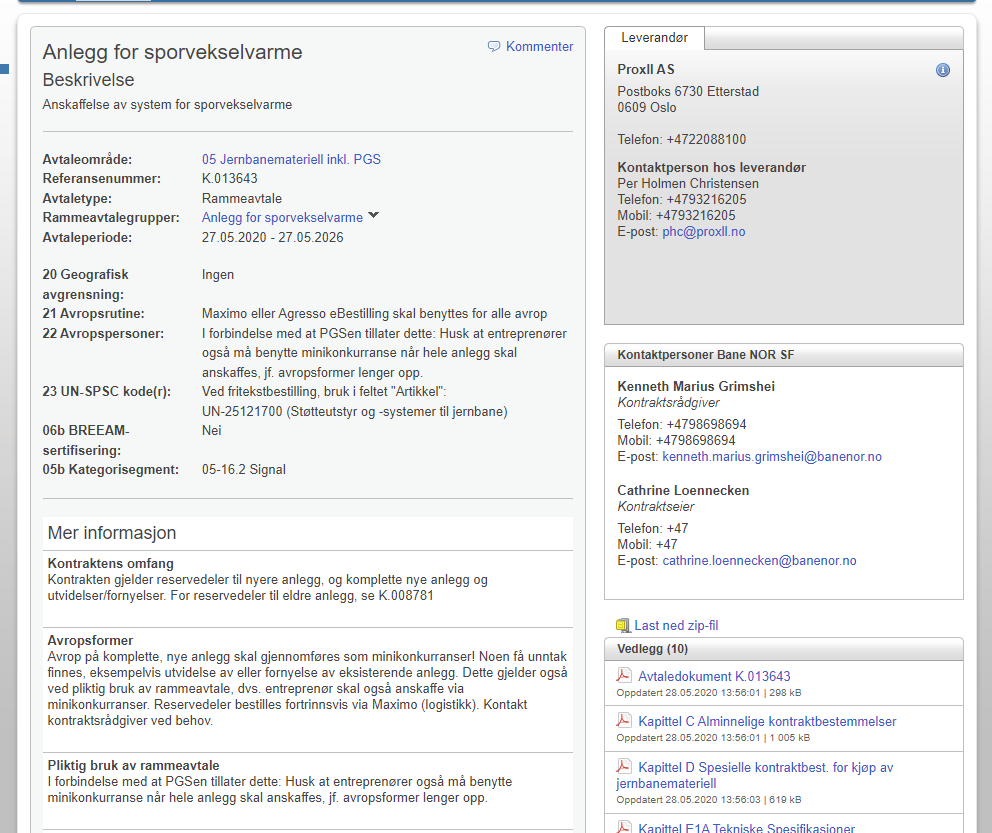 Anlegg for sporvekselvarme
Kommenter
Beskrivelse
Anskaffelse av system for sporvekselvarme
Avtaleområde: 05 Jernbanemateriell inkl. PGS
Referansenummer: K.013643
Avtaletype: Rammeavtale
Rammeavtalegrupper: Anlegg for sporvekselvarme
Avtaleperiode: 27.05.2020 - 27.05.2026
20 Geografisk Ingen
avgrensning:
21 Avropsrutine: Maximo eller Agresso eBestilling skal benyttes for alle avrop
22 Avropspersoner: I forbindelse med at PGSen tillater dette: Husk at entreprenører
også må benytte minikonkurranse når hele anlegg skal
anskaffes, jf. avropsformer lenger opp.
23 UN-SPSC kode(r): Ved fritekstbestilling, bruk i feltet "Artikkel":
UN-25121700 (Støtteutstyr og -systemer til jernbane)
06b BREEAM- Nei
sertifisering:
05b Kategorisegment: 05-16.2 Signal
Mer informasjon
Kontraktens omfang
Kontrakten gjelder reservedeler til nyere anlegg, og komplette nye anlegg og
utvidelser/fornyelser. For reservedeler til eldre anlegg, se K.008781
Avropsformer
Avrop på komplette, nye anlegg skal gjennomføres som minikonkurranser! Noen få unntak
finnes, eksempelvis utvidelse av eller fornyelse av eksisterende anlegg. Dette gjelder også
ved pliktig bruk av rammeavtale, dvs. entreprenør skal også anskaffe via
minikonkurranser. Reservedeler bestilles fortrinnsvis via Maximo (logistikk). Kontakt
kontraktsrådgiver ved behov.
Pliktig bruk av rammeavtale
I forbindelse med at PGSen tillater dette: Husk at entreprenører også må benytte
minikonkurranse når hele anlegg skal anskaffes, jf. avropsformer lenger opp.
Leverandør
Proxll AS
Postboks 6730 Etterstad
0609 Oslo
Telefon: +4722088100
Kontaktperson hos leverandør
Per Holmen Christensen
Telefon: +4793216205
Mobil: +4793216205
E-post: phc@proxll.no
Kontaktpersoner Bane NOR SF
Kenneth Marius Grimshei
Kontraktsrådgiver
Telefon: +4798698694
Mobil: +4798698694
E-post: kenneth.marius.grimshei@banenor.no
Cathrine Loennecken
Kontraktseier
Telefon: +47
Mobil: +47
E-post: cathrine.loennecken@banenor.no
Last ned zip-fil
Vedlegg (10)
Avtaledokument K.013643
Oppdatert 28.05.2020 13:56:01 | 298 kB
Kapittel C Alminnelige kontraktbestemmelser
Oppdatert 28.05.2020 13:56:01 | 1 005 kB
Kapittel D Spesielle kontraktbest. for kjøp av
jernbanemateriell
Oppdatert 28.05.2020 13:56:03 | 619 kB
Kapittel E1A Tekniske Spesifikasjoner